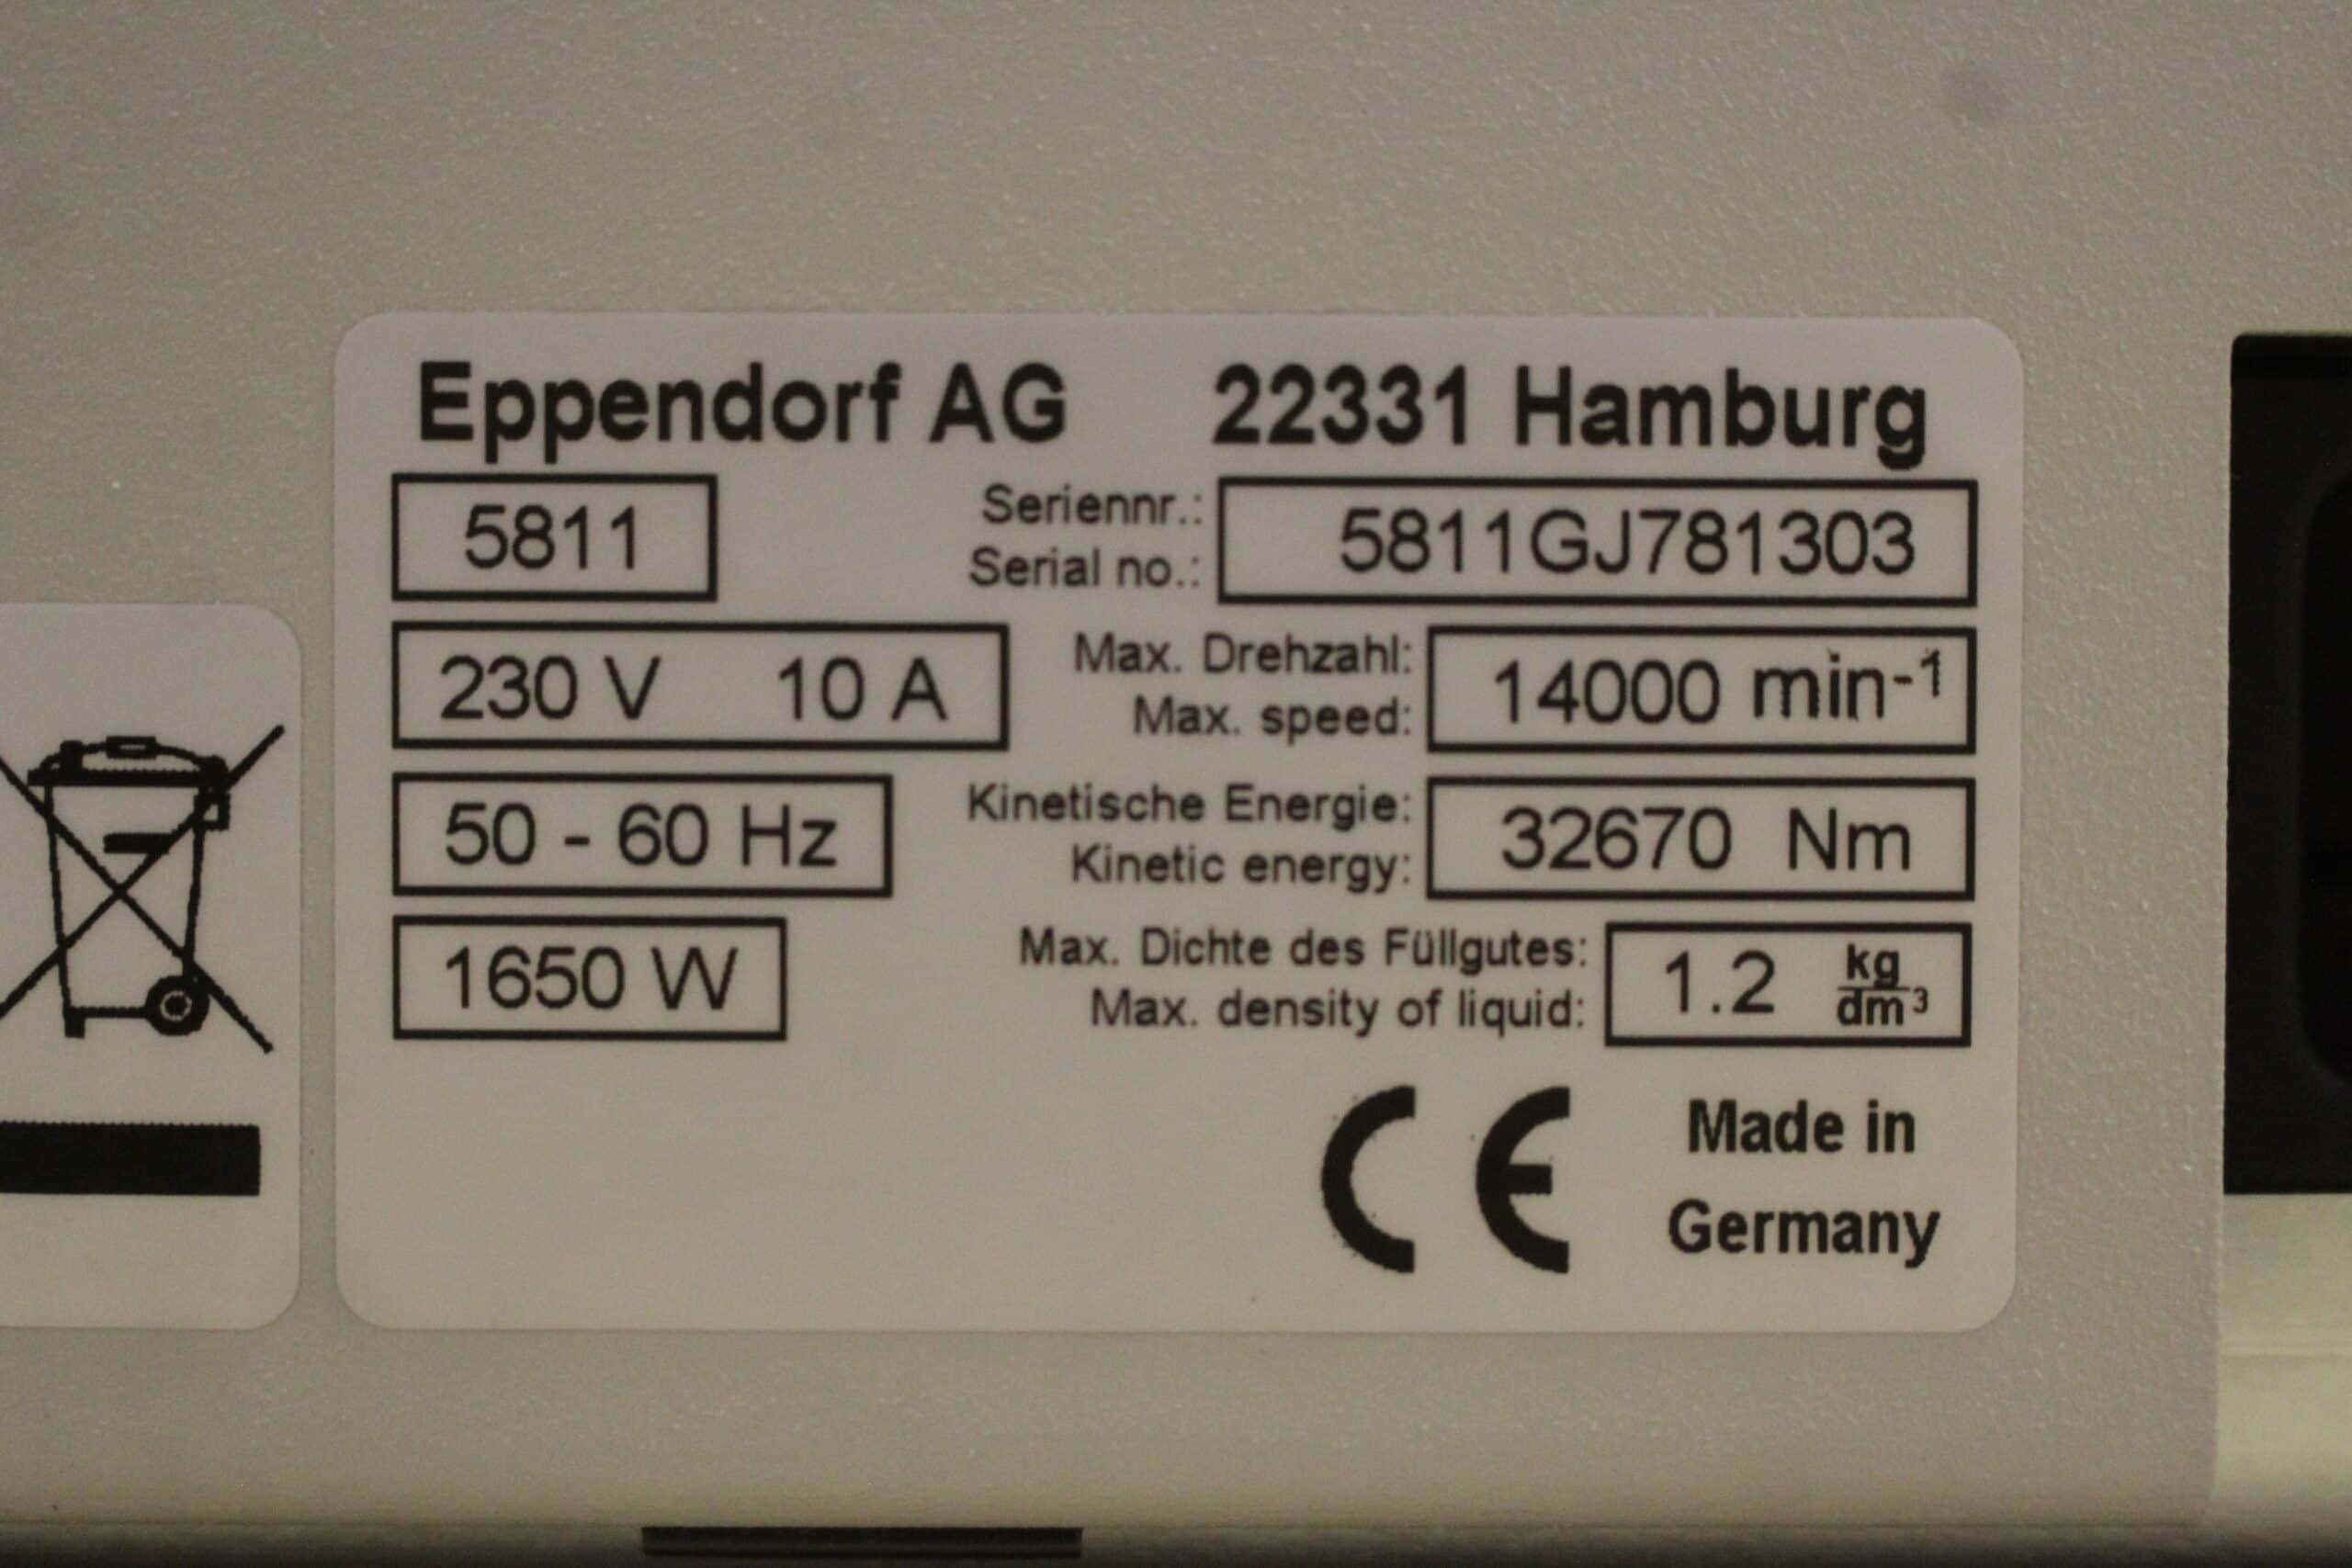 Eppendorf AG 22331 Hamburg
5811
Seriennr.:
Serial no.:
5811GJ781303
230 V 10 A
Max. Drehzahl:
Max. speed:
14000 min-1
50 - 60 Hz
Kinetische Energie:
Kinetic energy:
32670 Nm
1650 W
Max. Dichte des Füllgutes:
Max. density of liquid:
1.2 kg/dm³
CE
Made in
Germany